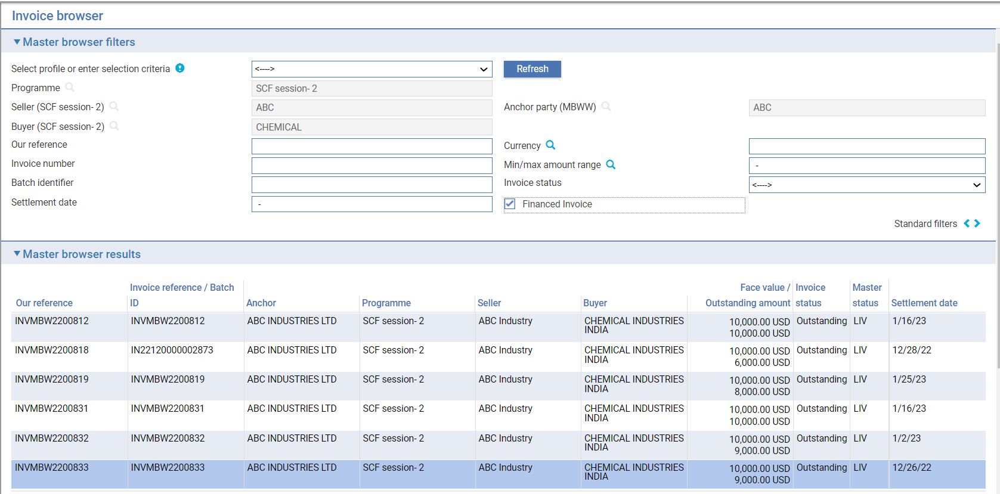 Invoice browser
Master browser filters
Select profile or enter selection criteria
<---->
Refresh
Programme
SCF session- 2
Seller (SCF session- 2)
ABC
Anchor party (MBWW)
ABC
Buyer (SCF session- 2)
CHEMICAL
Our reference
Currency
Invoice number
Min/max amount range
-
Batch identifier
Invoice status
<---->
Settlement date
-
Financed Invoice
Standard filters
Master browser results
Our reference
Invoice reference / Batch
ID
Anchor
Programme
Seller
Buyer
Face value /
Outstanding amount
Invoice
status
Master
status
Settlement date
INVMBW2200812
INVMBW2200812
ABC INDUSTRIES LTD
SCF session- 2
ABC Industry
CHEMICAL INDUSTRIES
INDIA
10,000.00 USD
10,000.00 USD
Outstanding
LIV
1/16/23
INVMBW2200818
IN22120000002873
ABC INDUSTRIES LTD
SCF session- 2
ABC Industry
CHEMICAL INDUSTRIES
INDIA
10,000.00 USD
6,000.00 USD
Outstanding
LIV
12/28/22
INVMBW2200819
INVMBW2200819
ABC INDUSTRIES LTD
SCF session- 2
ABC Industry
CHEMICAL INDUSTRIES
INDIA
10,000.00 USD
8,000.00 USD
Outstanding
LIV
1/25/23
INVMBW2200831
INVMBW2200831
ABC INDUSTRIES LTD
SCF session- 2
ABC Industry
CHEMICAL INDUSTRIES
INDIA
10,000.00 USD
10,000.00 USD
Outstanding
LIV
1/16/23
INVMBW2200832
INVMBW2200832
ABC INDUSTRIES LTD
SCF session- 2
ABC Industry
CHEMICAL INDUSTRIES
INDIA
10,000.00 USD
9,000.00 USD
Outstanding
LIV
1/2/23
INVMBW2200833
INVMBW2200833
ABC INDUSTRIES LTD
SCF session- 2
ABC Industry
CHEMICAL INDUSTRIES
INDIA
10,000.00 USD
9,000.00 USD
Outstanding
LIV
12/26/22